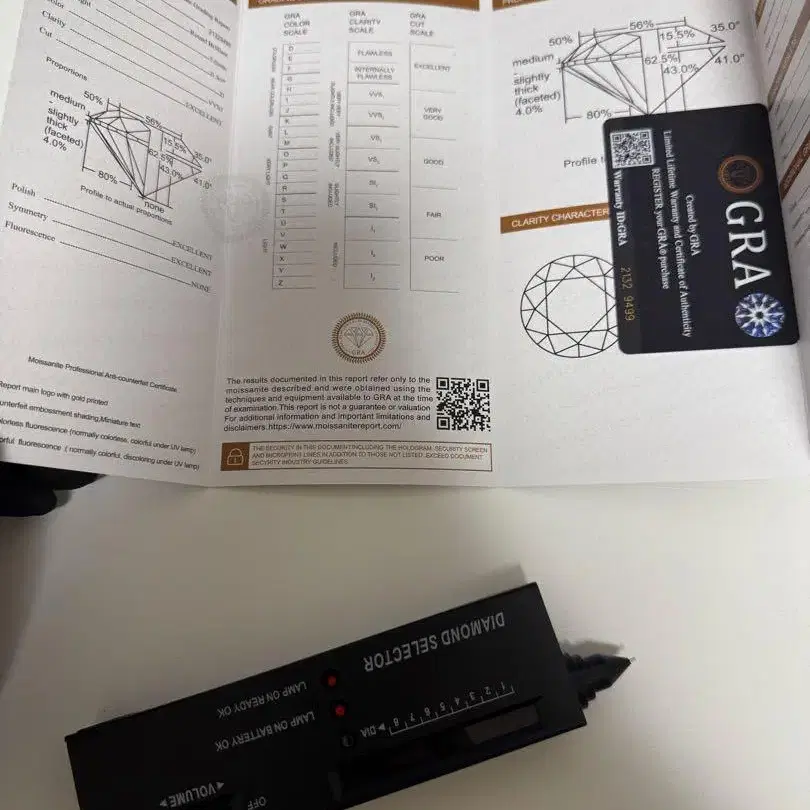 Clarity
Cut
EXCELLENT
Proportions
50%
56%
medium
15.5%
35.0°
slightly
thick
(faceted)
4.0%
62.5%
43.0%
41.0°
80%
none
Profile to actual proportions
Polish
EXCELLENT
Symmetry
EXCELLENT
Fluorescence
NONE
Moissanite Professional Anti-counterfeit Certificate
Report main logo with gold printed
embossment shading,Miniature text
fluorescence (normally colorless, colorful under UV lamp)
fluorescence ( normally colorful, discoloring under UV lamp)
GRA
COLOR
SCALE
D
E
F
G
H
I
J
K
L
M
O
P
Q
R
S
T
U
V
W
X
Y
Z
GRA
CLARITY
SCALE
FLAWLESS
INTERNALLY
FLAWLESS
VVS₁
VVS₂
VS₁
VS₂
SI₁
SI₂
I₁
I₂
I₃
GRA
CUT
SCALE
EXCELLENT
VERY
GOOD
GOOD
FAIR
POOR
GRA
The results documented in this report refer only to the
moissanite described and were obtained using the
techniques and equipment available to GRA at the time
of examination.This report is not a guarantee or valuation
For additional information and important limitations and
disclaimers.https://www.moissanitereport.com/
THE SECURITY IN THIS DOCUMENT,INCLUDING THE HOLOGRAM, SECURITY SCREEN
AND MICROPRINT LINES,IN ADDITION TO THOSE NOT LISTED, EXCEED DOCUMENT
SECYRITY INDUSTRY GUIDELINES.
50%
56%
15.5%
35.0°
medium
slightly
thick
(faceted)
4.0%
62.5%
43.0%
41.0°
80%
Profile
CLARITY CHARACTER
GRA
Created by GRA
Limited Lifetime Warranty and Certificate of Authenticity
REGISTER your GRA® purchase
Warranty ID:GRA
2132 9499
DIAMOND SELECTOR
LAMP ON READY OK
LAMP ON BATTERY OK
DIA
1 2 3 4 5 6 7 8
VOLUME
OFF